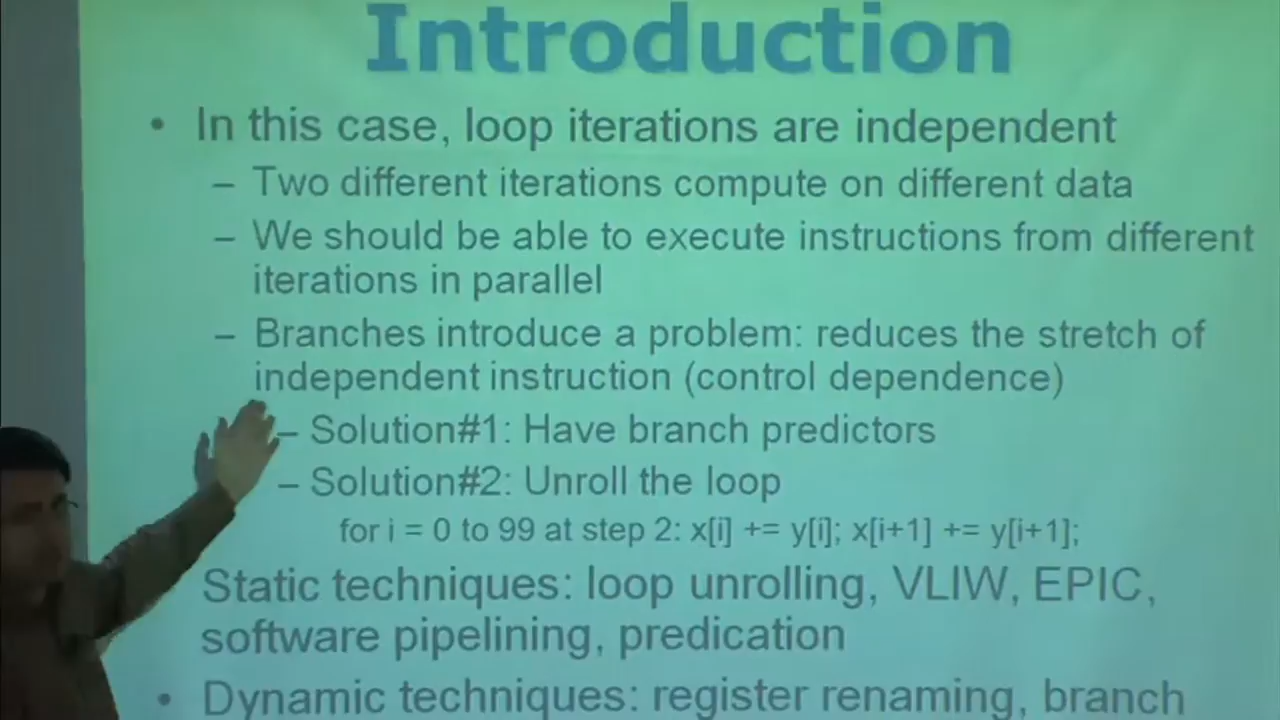 Introduction
• In this case, loop iterations are independent
– Two different iterations compute on different data
– We should be able to execute instructions from different
iterations in parallel
– Branches introduce a problem: reduces the stretch of
independent instruction (control dependence)
– Solution#1: Have branch predictors
– Solution#2: Unroll the loop
for i = 0 to 99 at step 2: x[i] += y[i]; x[i+1] += y[i+1];
Static techniques: loop unrolling, VLIW, EPIC,
software pipelining, predication
• Dynamic techniques: register renaming, branch